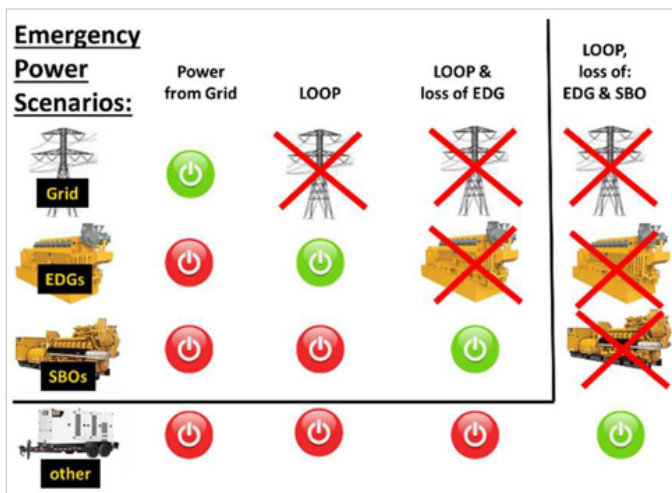 Emergency
Power
Scenarios:
Power
from Grid
LOOP
LOOP &
loss of EDG
LOOP,
loss of:
EDG & SBO
Grid
EDGs
SBOs
other